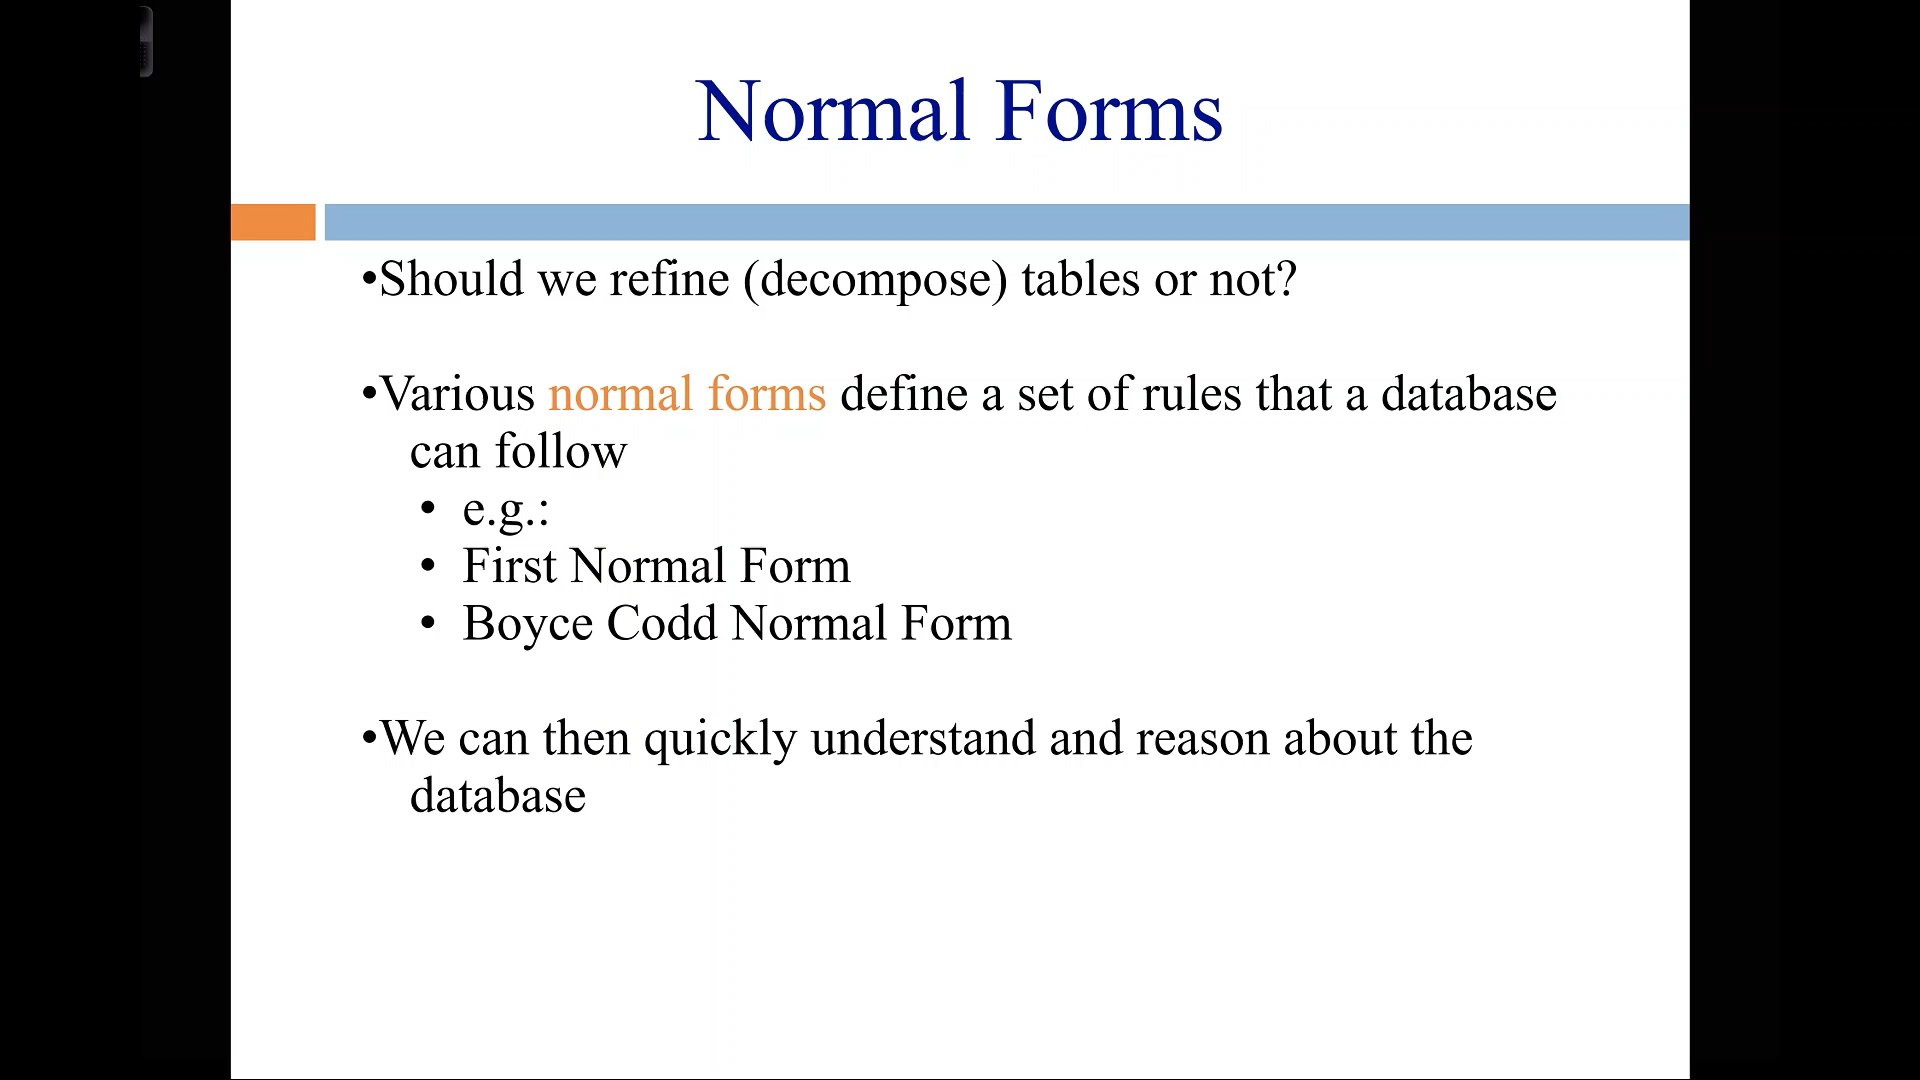 Normal Forms
•Should we refine (decompose) tables or not?
•Various normal forms define a set of rules that a database
can follow
• e.g.:
• First Normal Form
• Boyce Codd Normal Form
•We can then quickly understand and reason about the
database